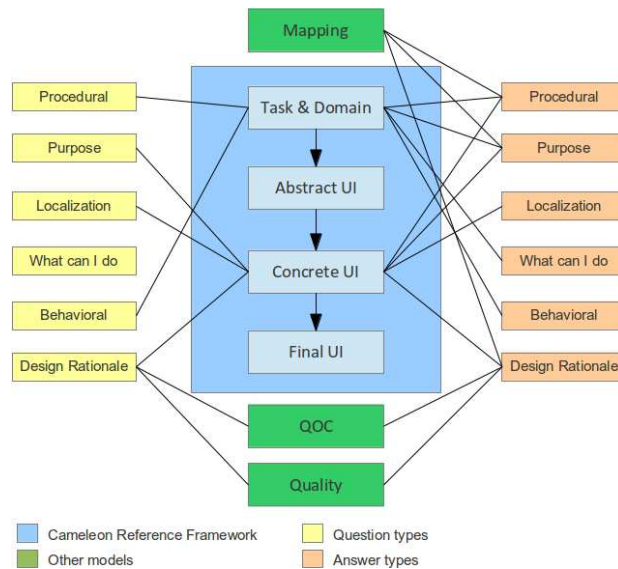 Mapping
Procedural
Task & Domain
Procedural
Purpose
Purpose
Abstract UI
Localization
Localization
What can I do
Concrete UI
What can I do
Behavioral
Behavioral
Design Rationale
Final UI
Design Rationale
QOC
Quality
Cameleon Reference Framework
Question types
Other models
Answer types